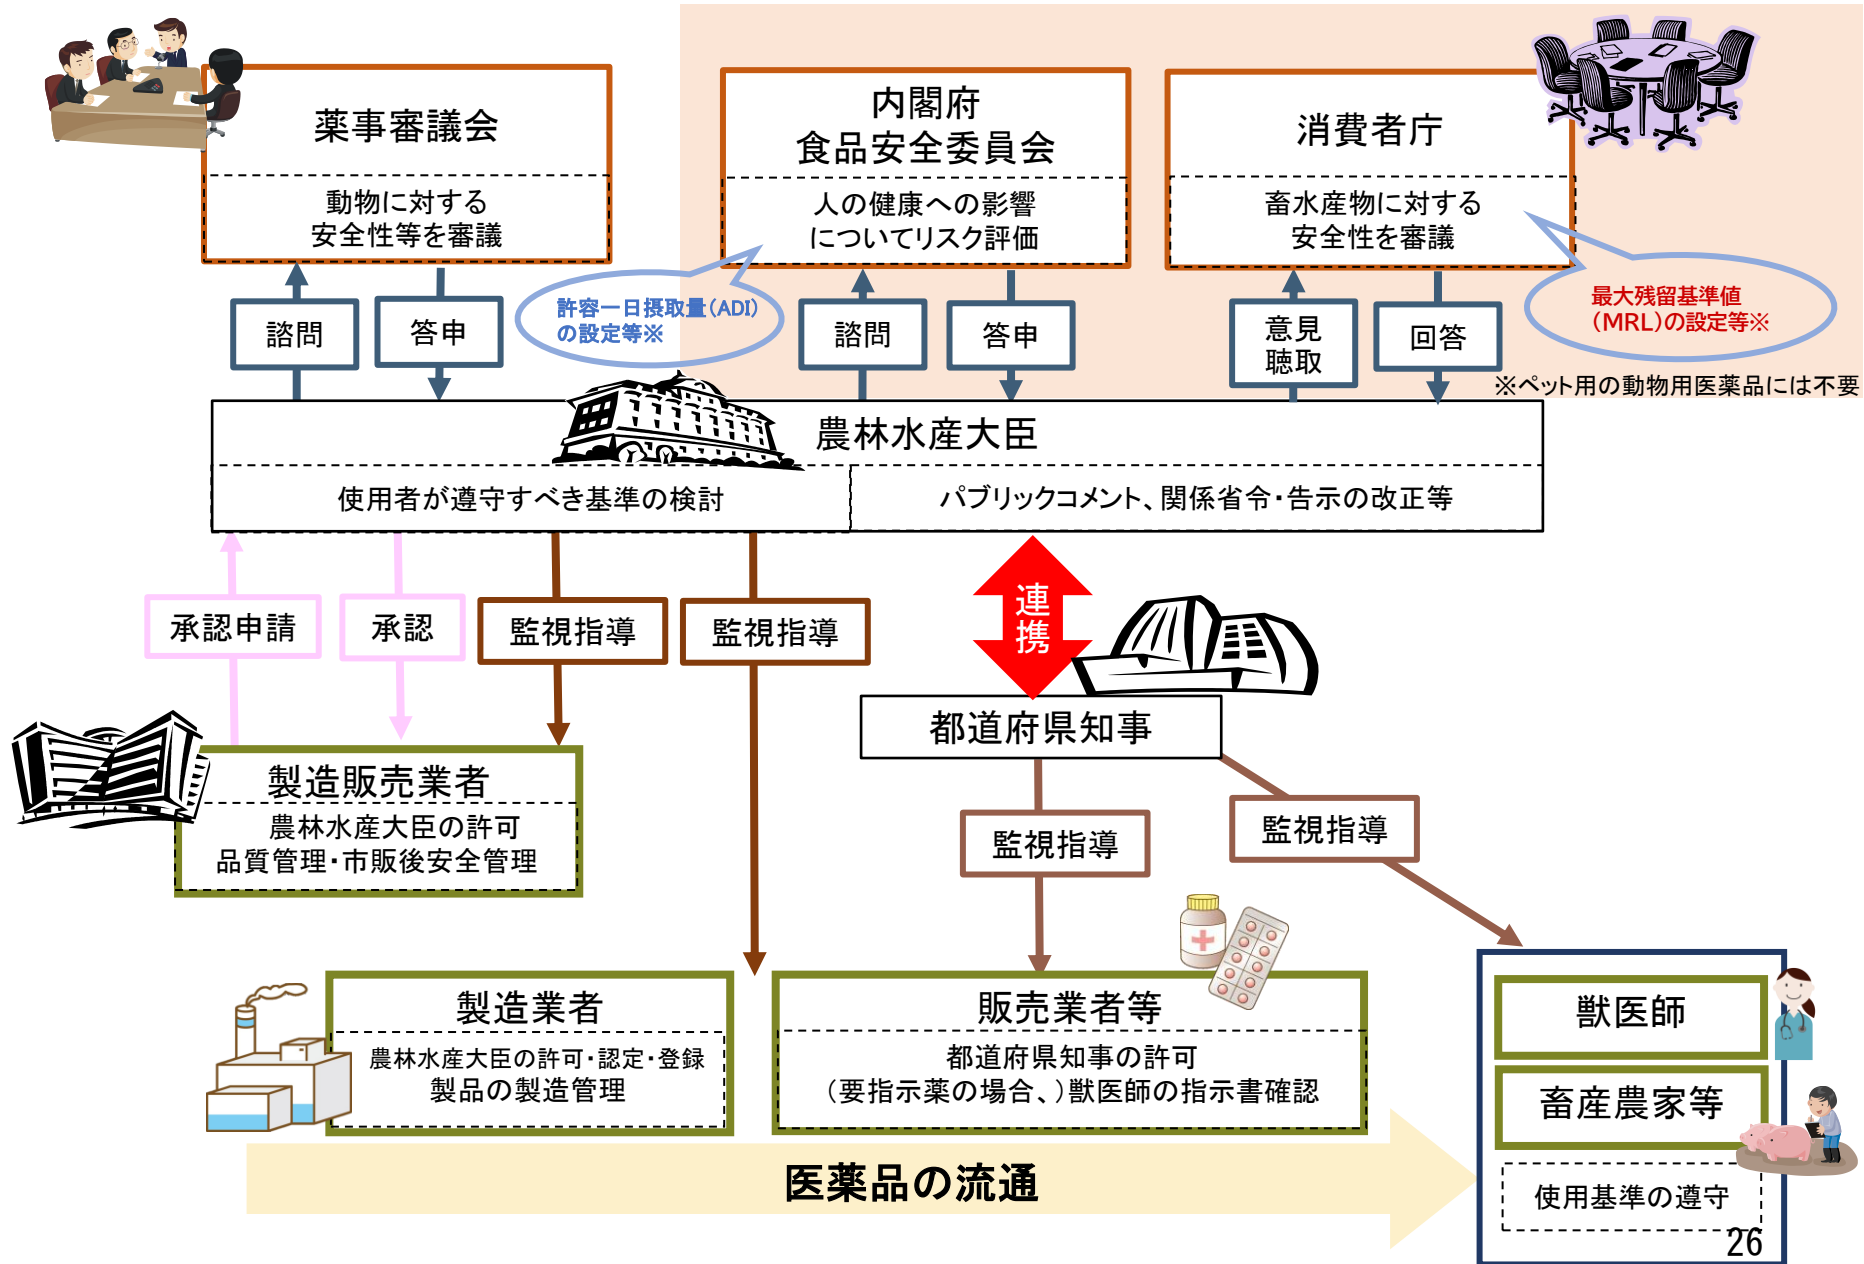 薬事審議会
動物に対する
安全性等を審議
内閣府
食品安全委員会
人の健康への影響
についてリスク評価
消費者庁
畜水産物に対する
安全性を審議
許容一日摂取量(ADI)
の設定等※
最大残留基準値
(MRL)の設定等※
諮問
答申
諮問
答申
意見
聴取
回答
※ペット用の動物用医薬品には不要
農林水産大臣
使用者が遵守すべき基準の検討
パブリックコメント、関係省令・告示の改正等
承認申請
承認
監視指導
監視指導
連
携
都道府県知事
製造販売業者
農林水産大臣の許可
品質管理・市販後安全管理
監視指導
監視指導
製造業者
農林水産大臣の許可・認定・登録
製品の製造管理
販売業者等
都道府県知事の許可
(要指示薬の場合、)獣医師の指示書確認
獣医師
畜産農家等
使用基準の遵守
医薬品の流通
26